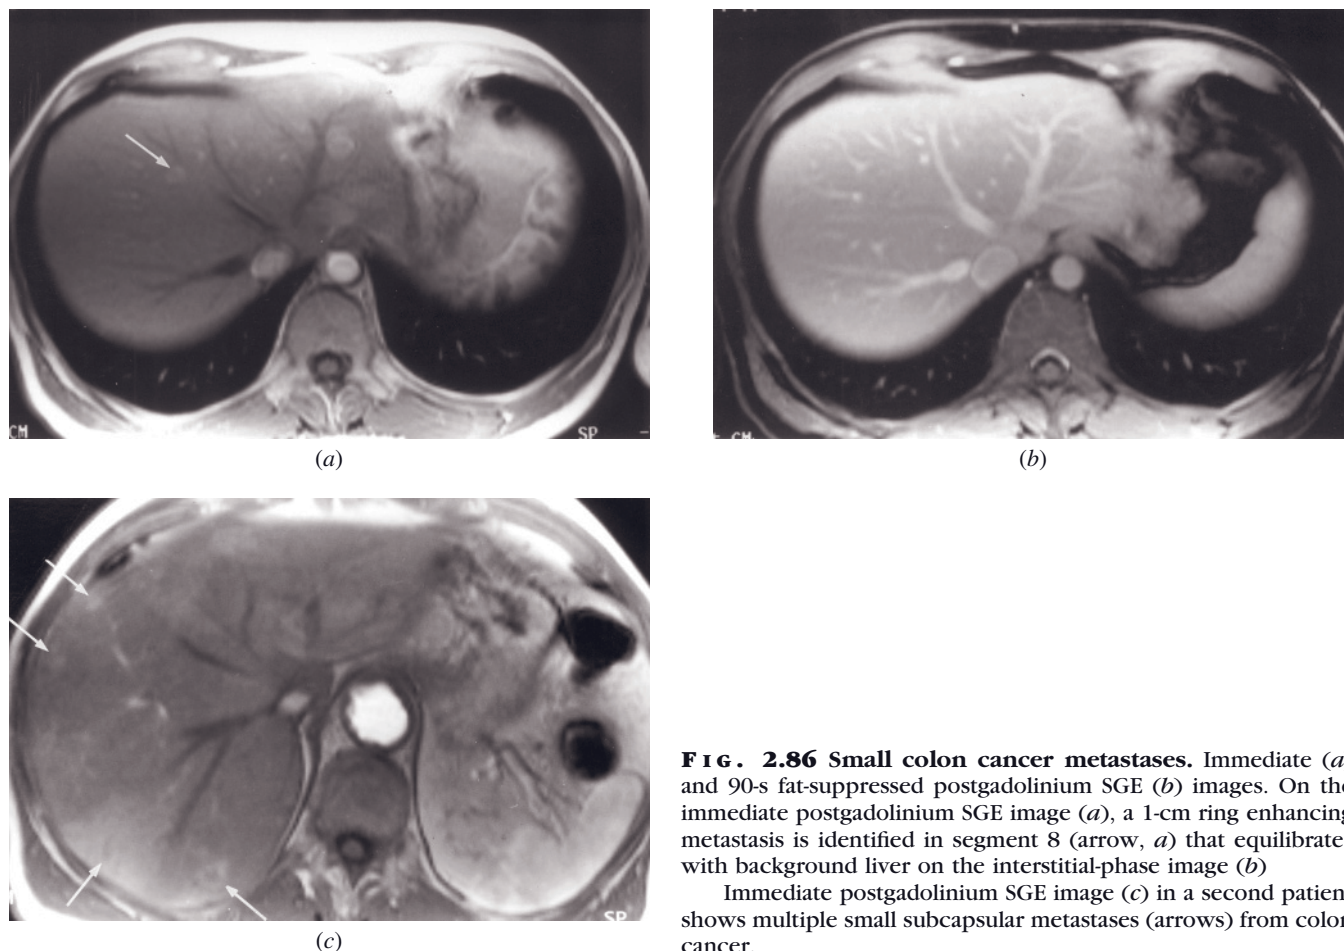 CM
SP
(a)
CM
(b)
SP
(c)
FIG. 2.86 Small colon cancer metastases. Immediate (a
and 90-s fat-suppressed postgadolinium SGE (b) images. On the
immediate postgadolinium SGE image (a), a 1-cm ring enhancing
metastasis is identified in segment 8 (arrow, a) that equilibrate
with background liver on the interstitial-phase image (b)
Immediate postgadolinium SGE image (c) in a second patien
shows multiple small subcapsular metastases (arrows) from colon
cancer.